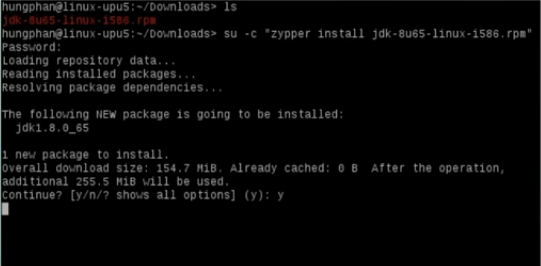 hungphan@linux-upu5:~/Downloads> ls
jdk-8u65-linux-i586.rpm
hungphan@linux-upu5:~/Downloads> su -c "zypper install jdk-8u65-linux-i586.rpm"
Password:
Loading repository data...
Reading installed packages...
Resolving package dependencies...
The following NEW package is going to be installed:
jdk1.8.0_65
1 new package to install.
Overall download size: 154.7 MiB. Already cached: 0 B  After the operation,
additional 255.5 MiB will be used.
Continue? [y/n/? shows all options] (y): y